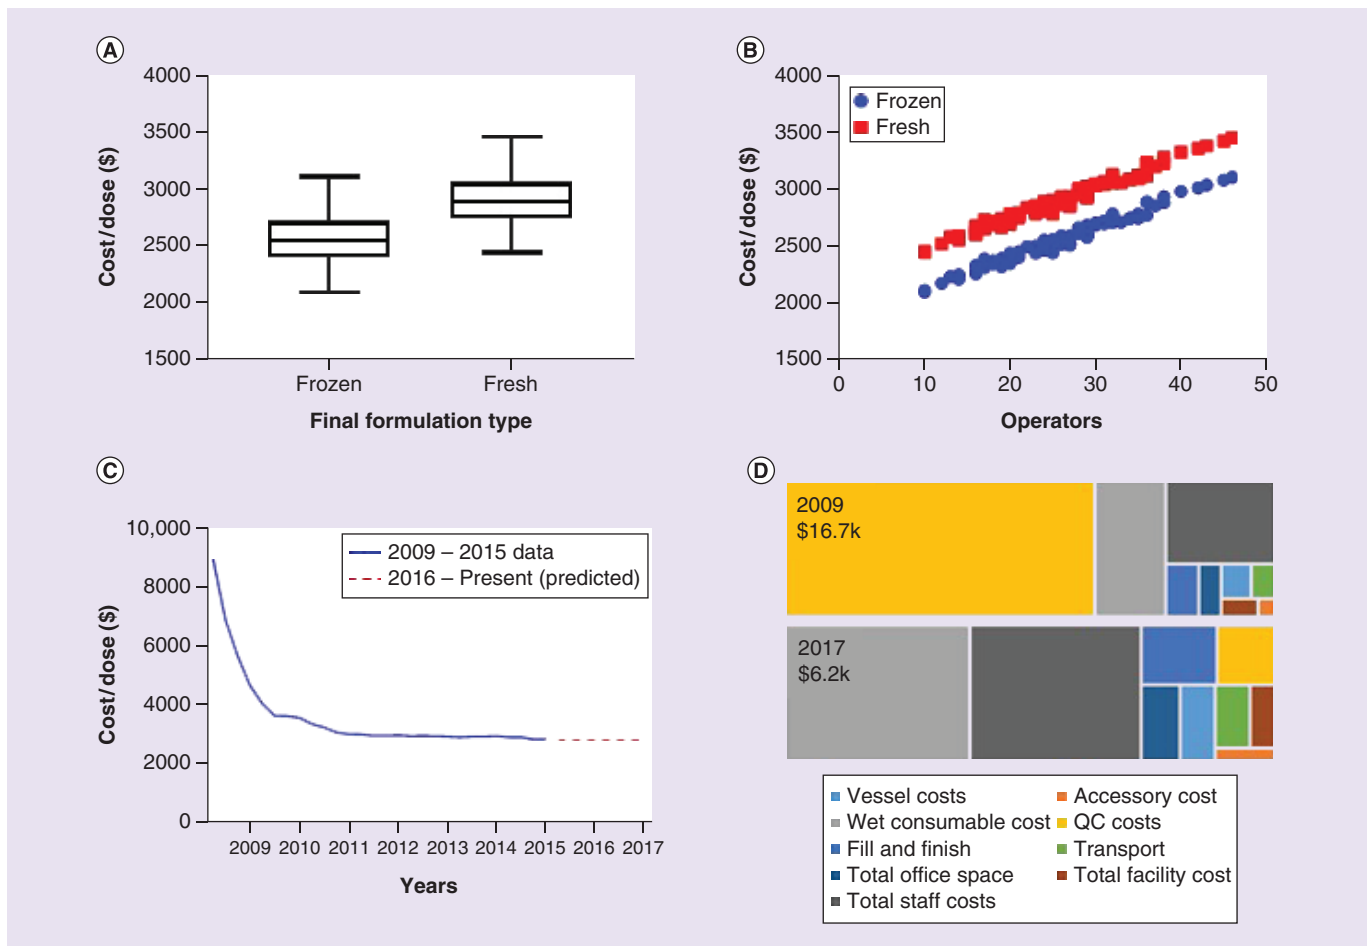 A
4000
3500
3000
2500
2000
1500
Cost/dose ($)
Frozen
Fresh
Final formulation type
B
4000
3500
3000
2500
2000
1500
Cost/dose ($)
Frozen
Fresh
0
10
20
30
40
50
Operators
C
10,000
8000
6000
4000
2000
0
Cost/dose ($)
2009 – 2015 data
2016 – Present (predicted)
2009
2010
2011
2012
2013
2014
2015
2016
2017
Years
D
2009
$16.7k
2017
$6.2k
Vessel costs
Wet consumable cost
Fill and finish
Total office space
Total staff costs
Accessory cost
QC costs
Transport
Total facility cost